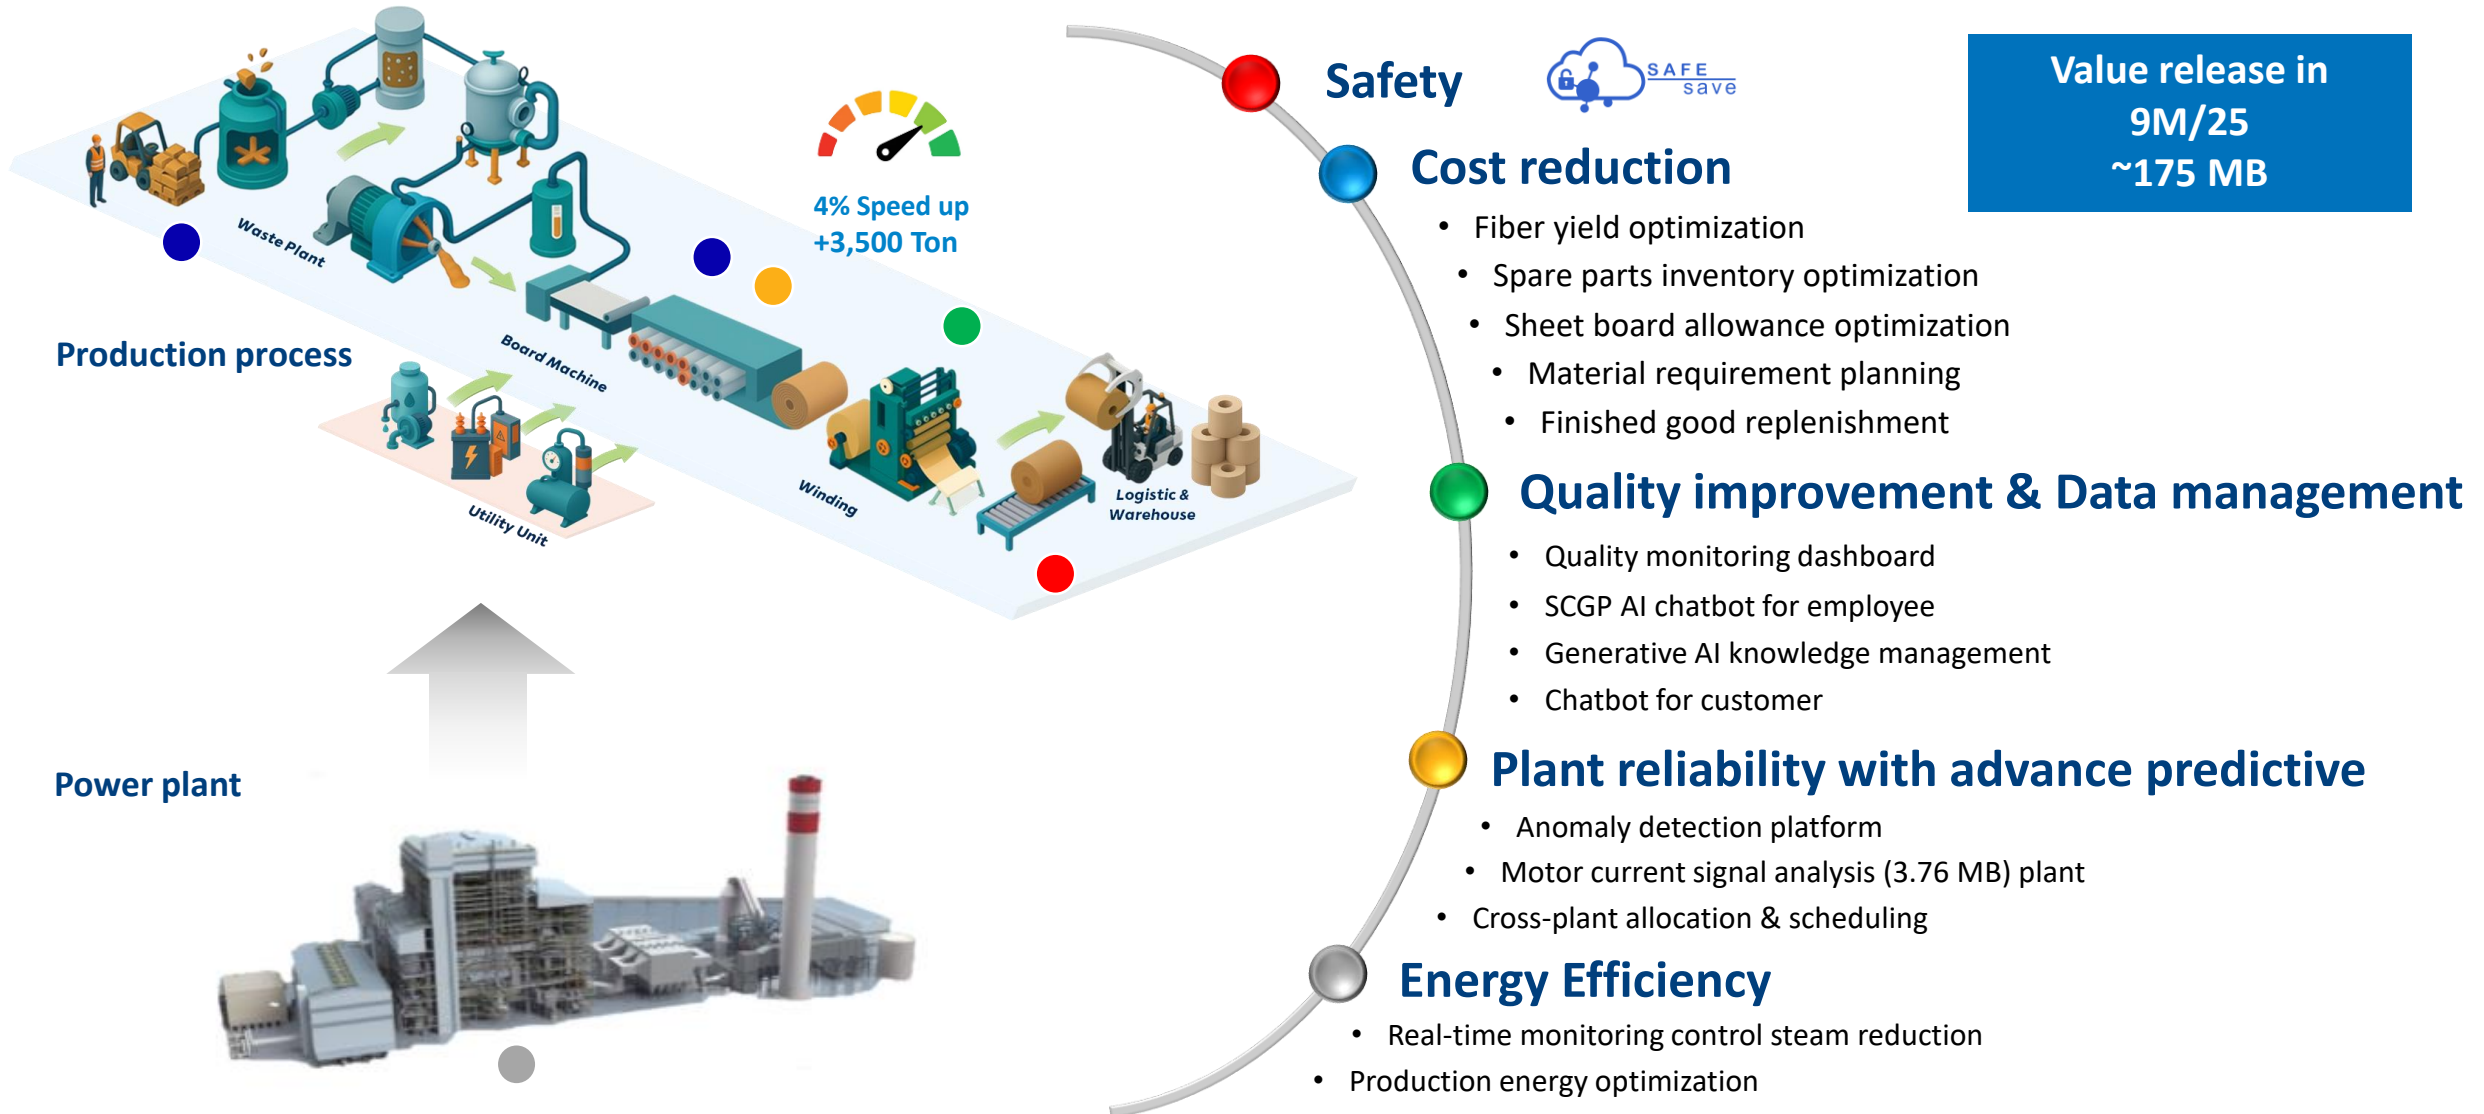 Waste Plant
4% Speed up
+3,500 Ton
Production process
Board Machine
Utility Unit
Winding
Logistic &
Warehouse
Power plant
Safety
SAFE
save
Value release in
9M/25
~175 MB
Cost reduction
• Fiber yield optimization
• Spare parts inventory optimization
• Sheet board allowance optimization
• Material requirement planning
• Finished good replenishment
Quality improvement & Data management
• Quality monitoring dashboard
• SCGP AI chatbot for employee
• Generative AI knowledge management
• Chatbot for customer
Plant reliability with advance predictive
• Anomaly detection platform
• Motor current signal analysis (3.76 MB) plant
• Cross-plant allocation & scheduling
Energy Efficiency
• Real-time monitoring control steam reduction
• Production energy optimization